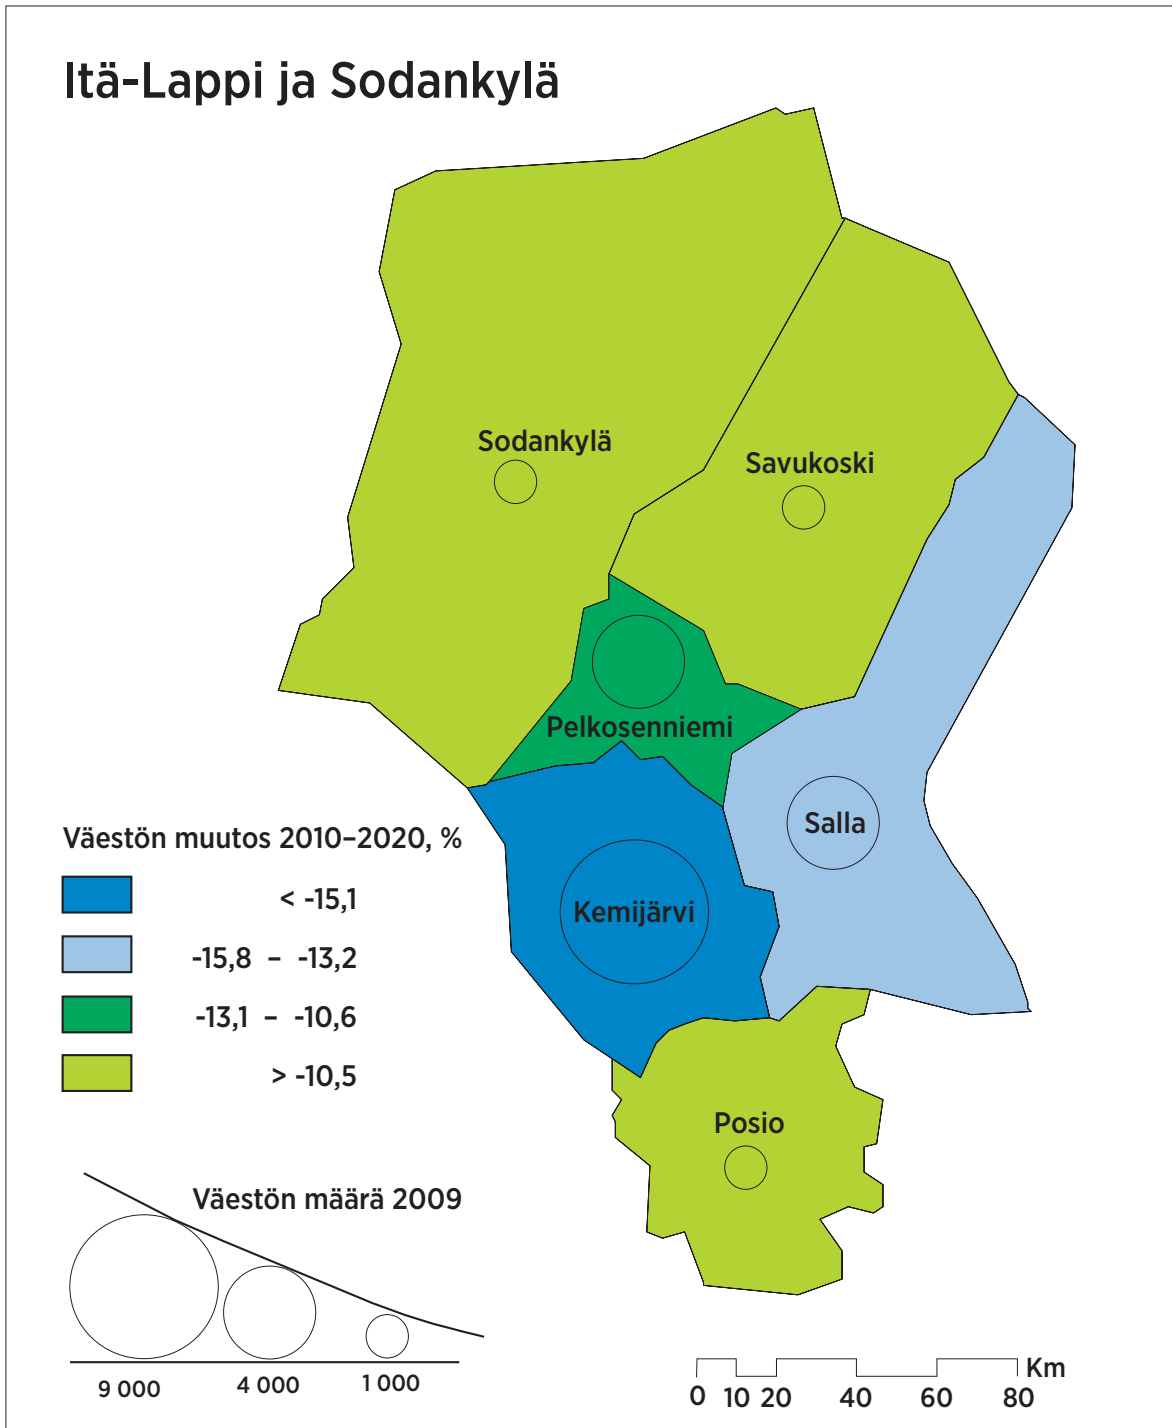 Itä-Lappi ja Sodankylä
Sodankylä
Savukoski
Pelkosenniemi
Salla
Kemijärvi
Posio
Väestön muutos 2010–2020, %
< -15,1
-15,8 – -13,2
-13,1 – -10,6
> -10,5
Väestön määrä 2009
9 000 4 000 1 000
Km
0 10 20 40 60 80